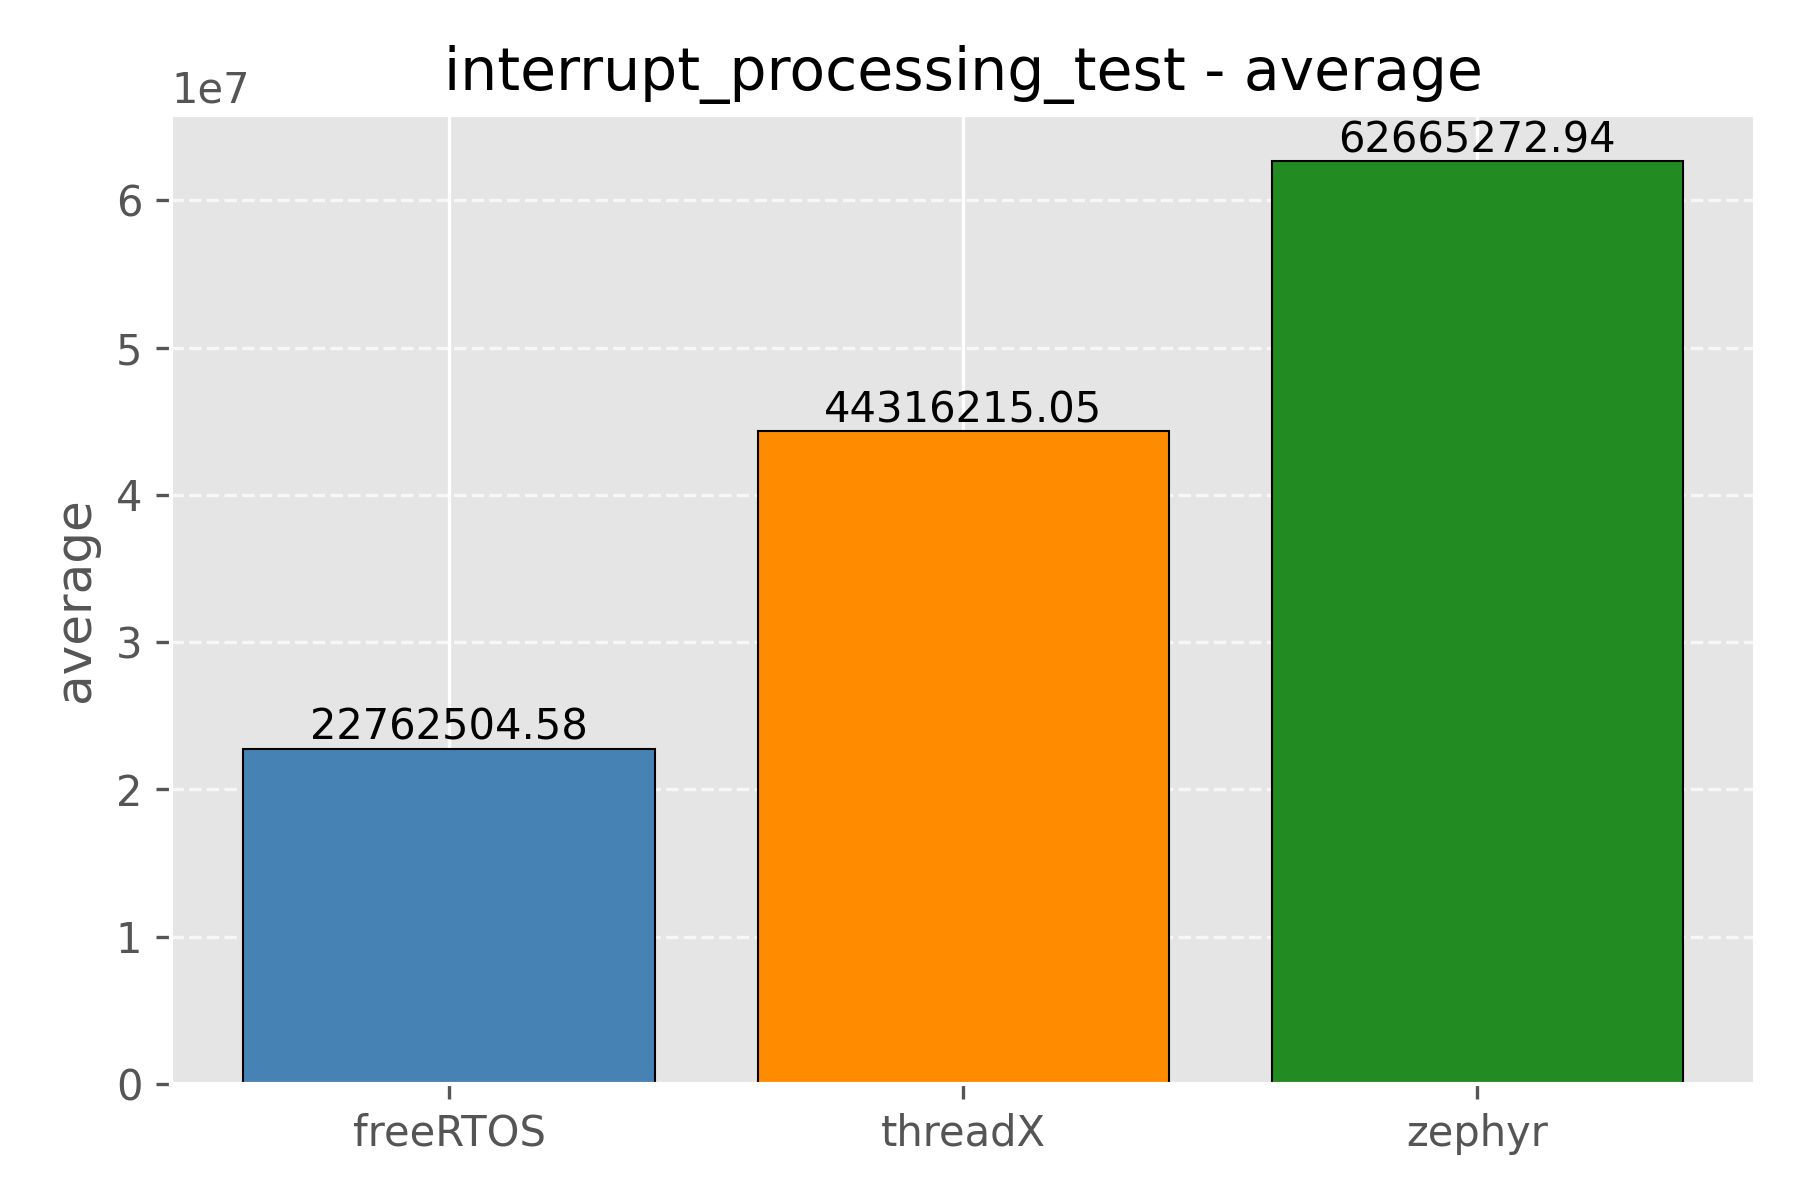 interrupt_processing_test - average
1e7
62665272.94
6
5
44316215.05
4
average
3
22762504.58
2
1
0
freeRTOS
threadX
zephyr